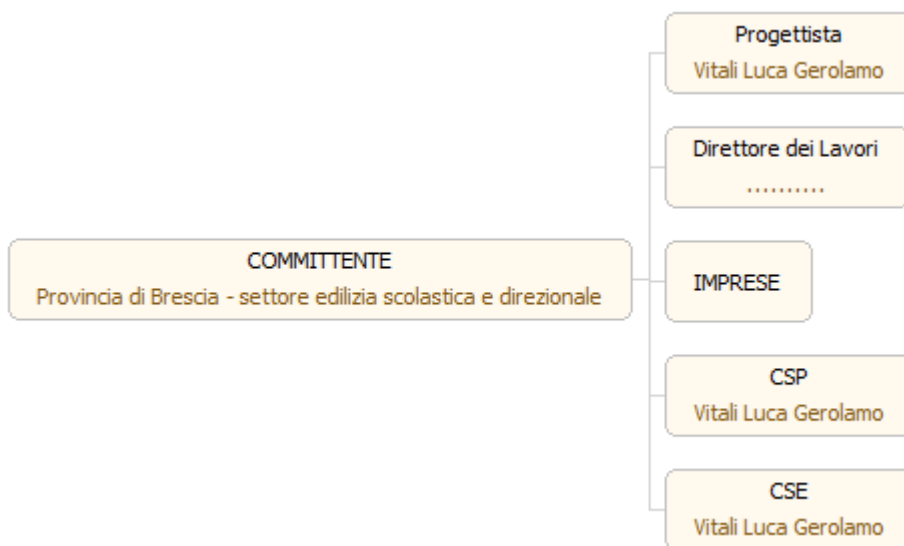 Progettista
Vitali Luca Gerolamo
Direttore dei Lavori
..........
COMMITTENTE
Provincia di Brescia - settore edilizia scolastica e direzionale
IMPRESE
CSP
Vitali Luca Gerolamo
CSE
Vitali Luca Gerolamo